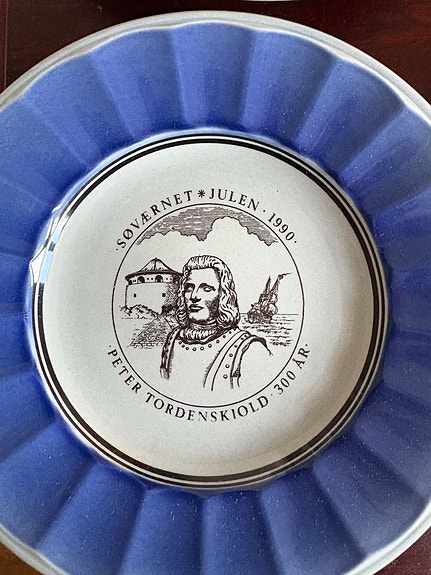 ·SØVÆRNET✳JULEN·1990·
·PETER TORDENSKIOLD·300 ÅR·